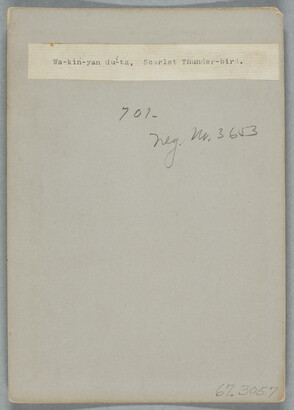 Wa-kin-yan du'ta, Scarlet Thunder-bird.
701-
Neg. No. 3653
67.3057